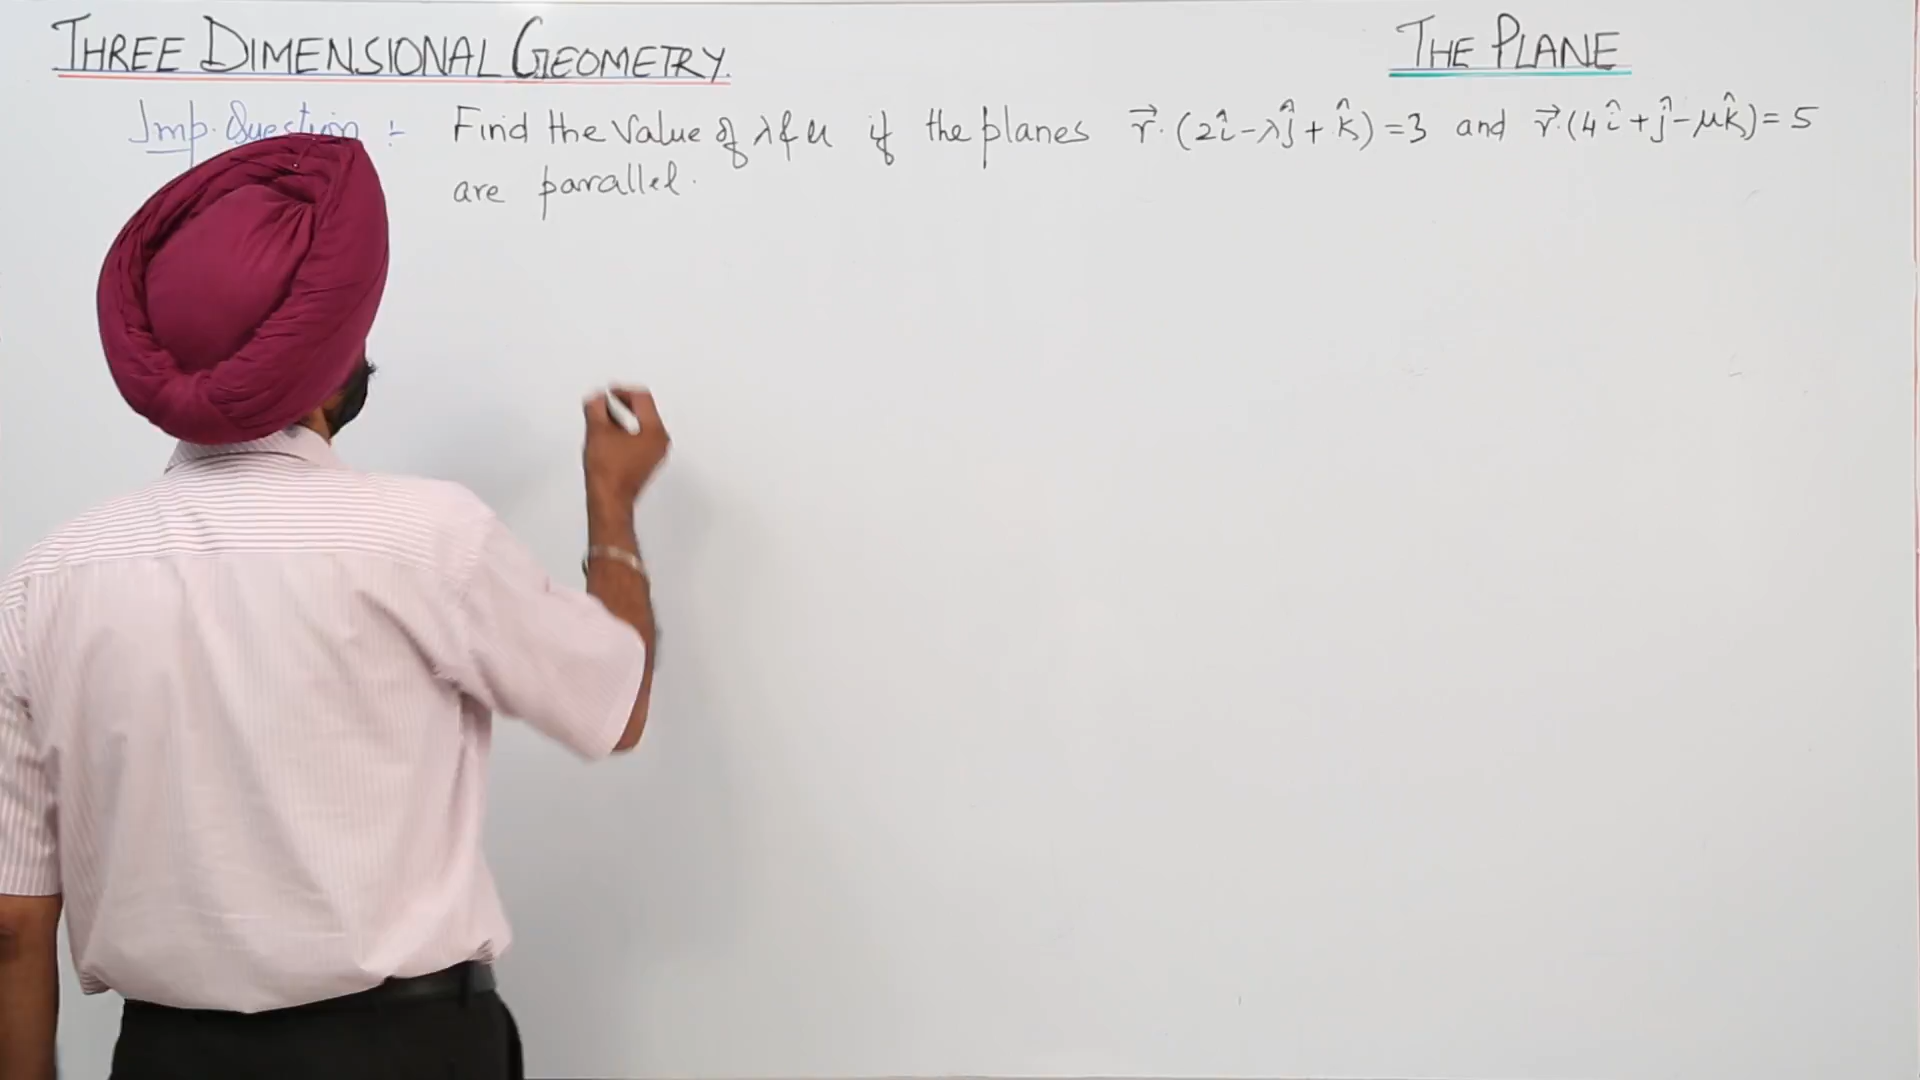 THREE DIMENSIONAL GEOMETRY.
THE PLANE
Imp. Question :- Find the Value of λ & μ if the planes r⃗.(2î-λĵ+k̂)=3 and r⃗.(4î+ĵ-μk̂)=5
are parallel.